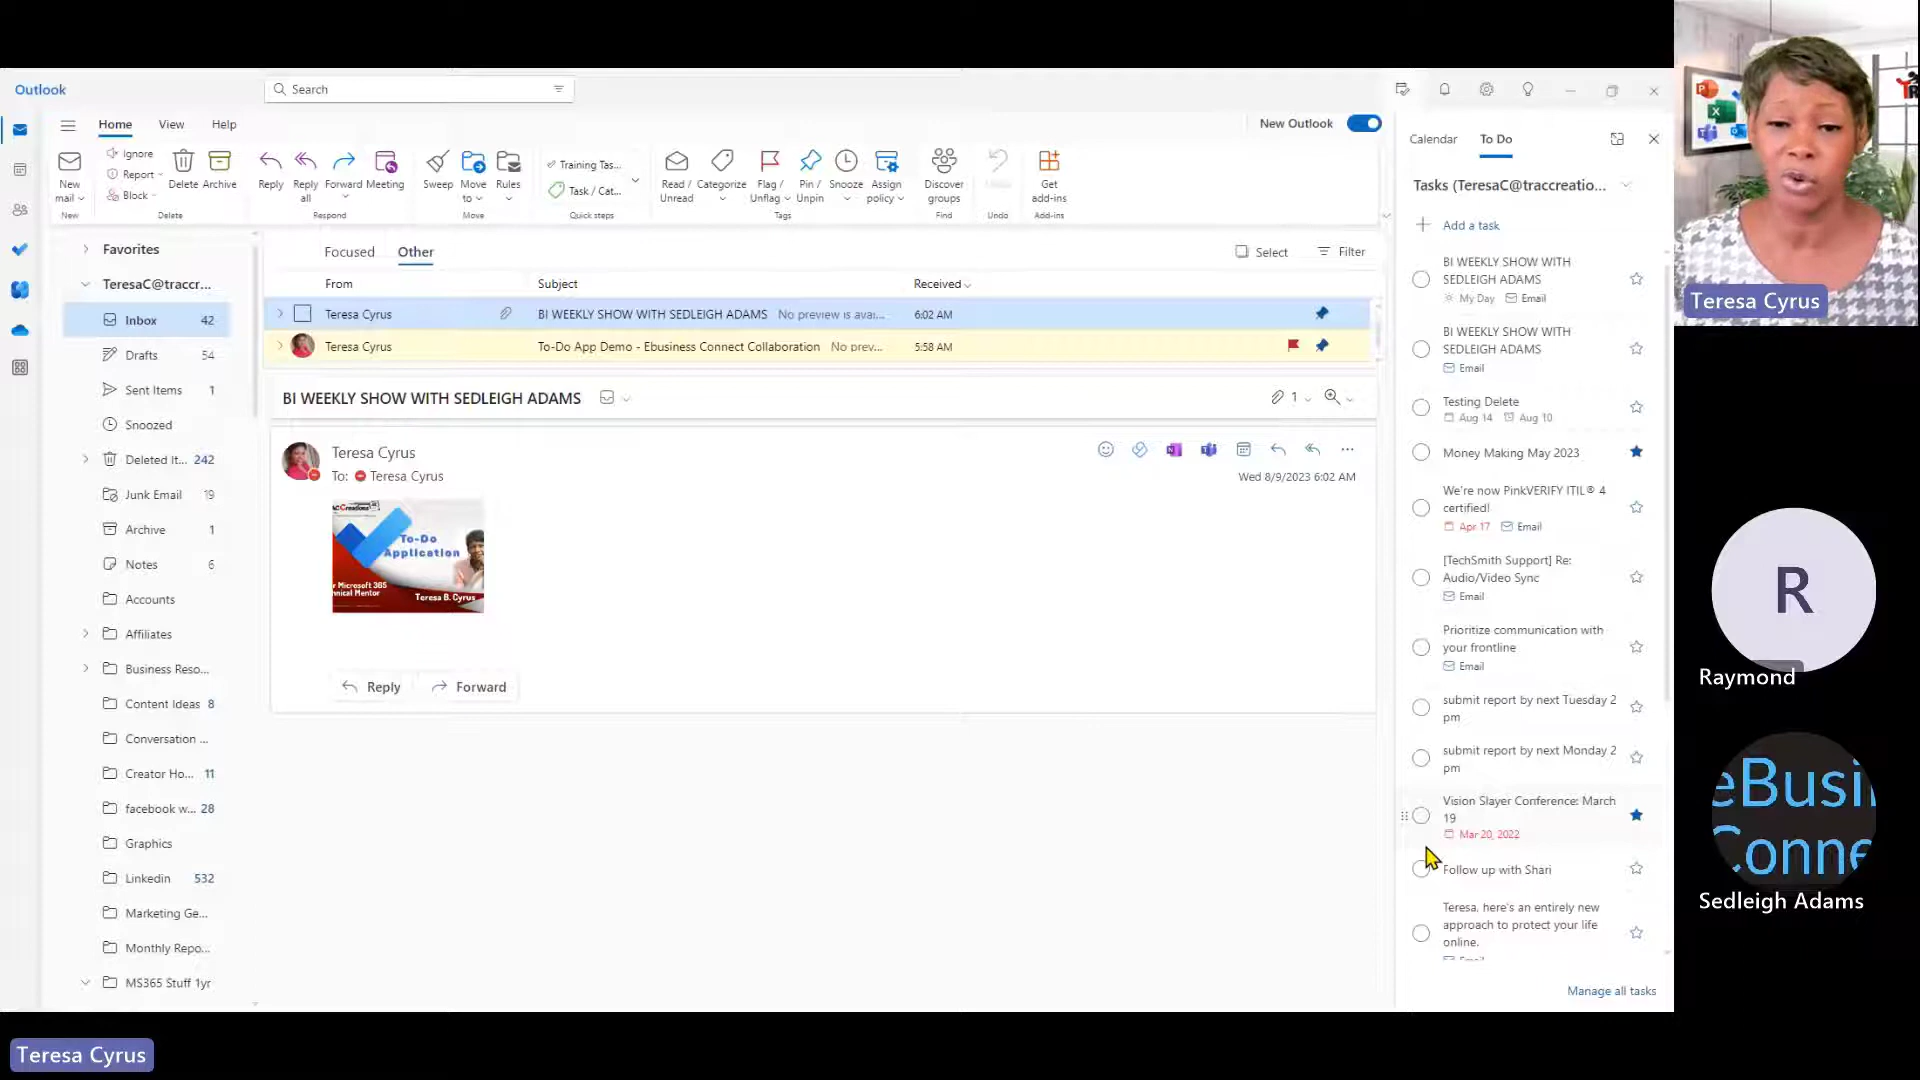 Outlook
Search
Home
View
Help
New Outlook
New mail
New
Ignore
Report
Block
Delete
Archive
Delete
Reply
Reply all
Forward
Meeting
Respond
Sweep
Move to
Rules
Move
Training Tas...
Task / Cat...
Quick steps
Read / Unread
Categorize
Flag / Unflag
Pin / Unpin
Snooze
Assign policy
Tags
Discover groups
Find
Undo
Undo
Get add-ins
Add-ins
Favorites
TeresaC@traccr...
Inbox 42
Drafts 54
Sent Items 1
Snoozed
Deleted It... 242
Junk Email 19
Archive 1
Notes 6
Accounts
Affiliates
Business Reso...
Content Ideas 8
Conversation ...
Creator Ho... 11
facebook w... 28
Graphics
Linkedin 532
Marketing Ge...
Monthly Repo...
MS365 Stuff 1yr
Focused
Other
Select
Filter
From
Subject
Received
Teresa Cyrus
BI WEEKLY SHOW WITH SEDLEIGH ADAMS No preview is avai...
6:02 AM
Teresa Cyrus
To-Do App Demo - Ebusiness Connect Collaboration No prev...
5:58 AM
BI WEEKLY SHOW WITH SEDLEIGH ADAMS
1
Teresa Cyrus
To: Teresa Cyrus
Wed 8/9/2023 6:02 AM
To-Do
Application
Microsoft 365
Teresa B. Cyrus
Reply
Forward
Calendar
To Do
Tasks (TeresaC@traccreatio...
Add a task
BI WEEKLY SHOW WITH
SEDLEIGH ADAMS
My Day Email
BI WEEKLY SHOW WITH
SEDLEIGH ADAMS
Email
Testing Delete
Aug 14 Aug 10
Money Making May 2023
We're now PinkVERIFY ITIL® 4
certified!
Apr 17 Email
[TechSmith Support] Re:
Audio/Video Sync
Email
Prioritize communication with
your frontline
Email
submit report by next Tuesday 2
pm
submit report by next Monday 2
pm
Vision Slayer Conference: March
19
Mar 20, 2022
Follow up with Shari
Teresa, here's an entirely new
approach to protect your life
online.
Email
Manage all tasks
Teresa Cyrus
R
Raymond
eBusi
Conne
Sedleigh Adams
Teresa Cyrus